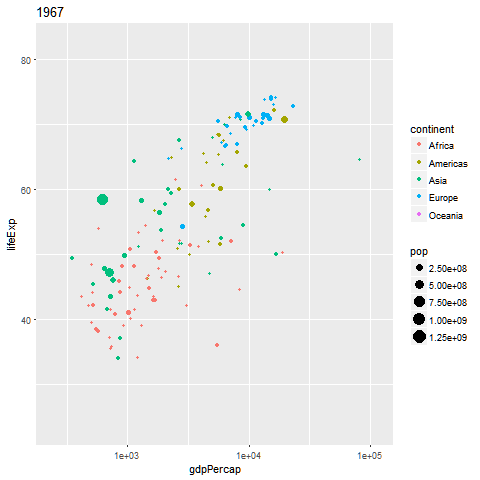 1967
80
60
40
lifeExp
1e+03
1e+04
1e+05
gdpPercap
continent
Africa
Americas
Asia
Europe
Oceania
pop
2.50e+08
5.00e+08
7.50e+08
1.00e+09
1.25e+09